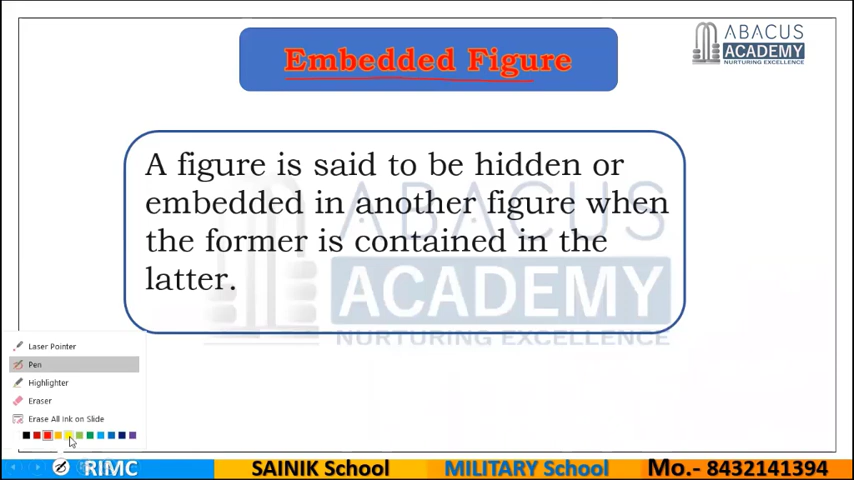 Embedded Figure
ABACUS
ACADEMY
NURTURING EXCELLENCE
A figure is said to be hidden or
embedded in another figure when
the former is contained in the
latter.
ABACUS
ACADEMY
NURTURING EXCELLENCE
Laser Pointer
Pen
Highlighter
Eraser
Erase All Ink on Slide
RIMC SAINIK School MILITARY School Mo.- 8432141394